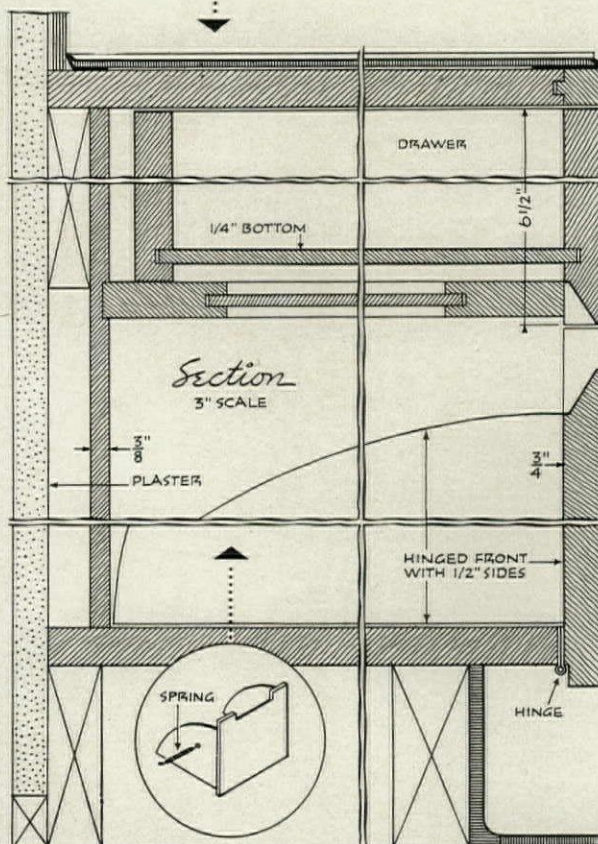 DRAWER
6 1/2"
1/4" BOTTOM
Section
3" SCALE
3/8"
PLASTER
3/4"
HINGED FRONT
WITH 1/2" SIDES
SPRING
HINGE